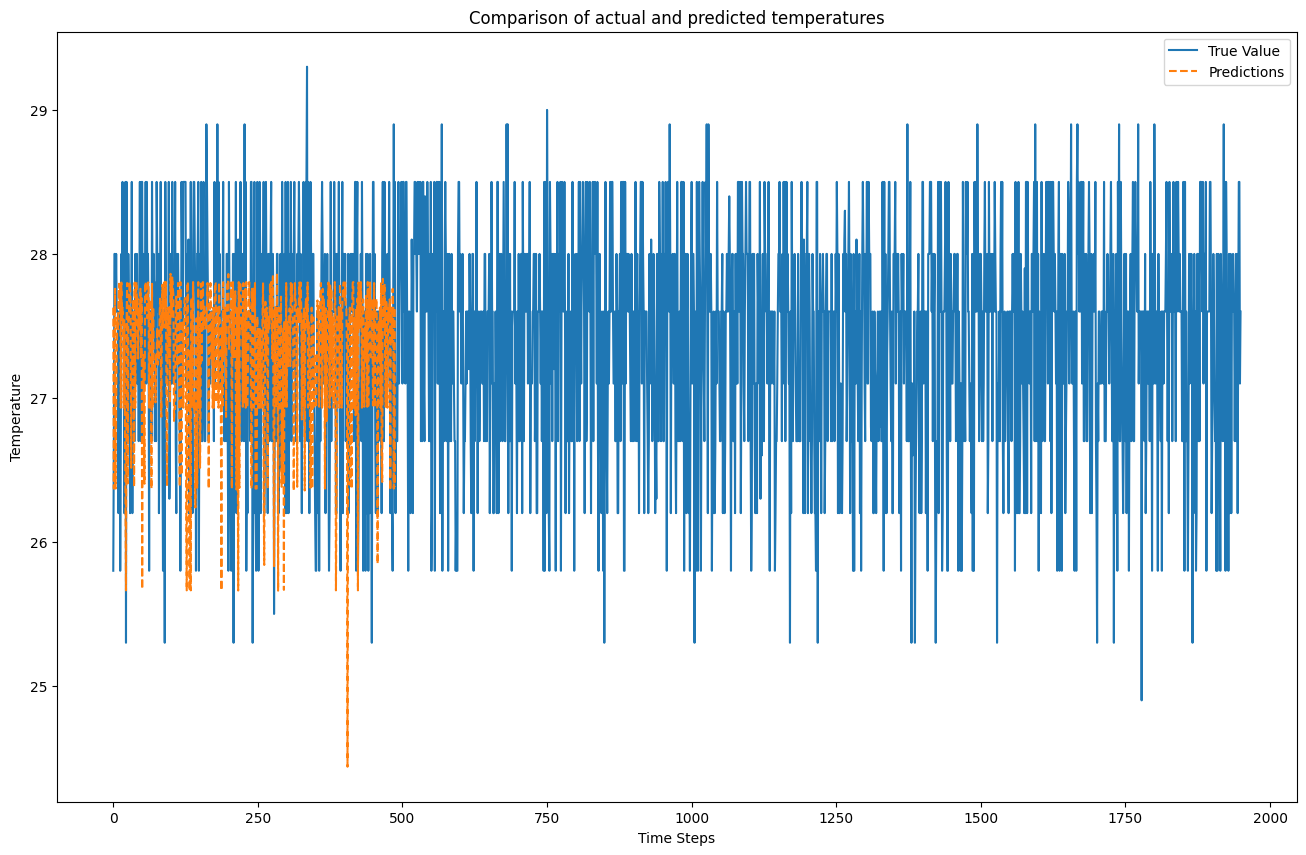 Comparison of actual and predicted temperatures
True Value
Predictions
29
28
27
26
25
Temperature
0 250 500 750 1000 1250 1500 1750 2000
Time Steps